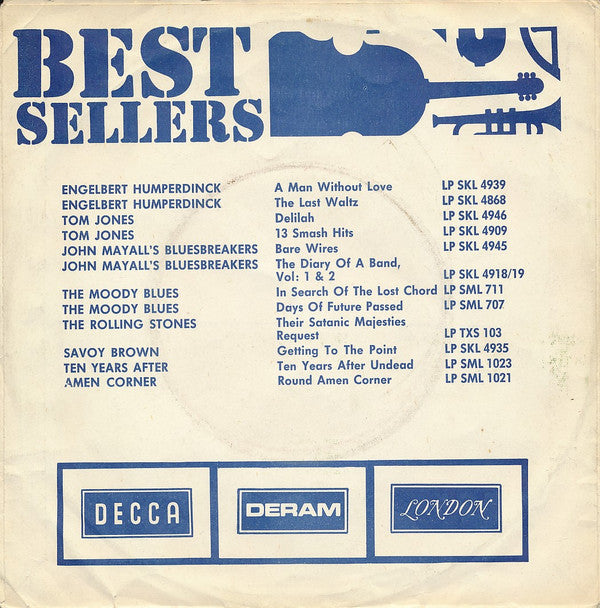 BEST
SELLERS
ENGELBERT HUMPERDINCK A Man Without Love LP SKL 4939
ENGELBERT HUMPERDINCK The Last Waltz LP SKL 4868
TOM JONES Delilah LP SKL 4946
TOM JONES 13 Smash Hits LP SKL 4909
JOHN MAYALL'S BLUESBREAKERS Bare Wires LP SKL 4945
JOHN MAYALL'S BLUESBREAKERS The Diary Of A Band,
Vol: 1 & 2 LP SKL 4918/19
THE MOODY BLUES In Search Of The Lost Chord LP SML 711
THE MOODY BLUES Days Of Future Passed LP SML 707
THE ROLLING STONES Their Satanic Majesties
Request LP TXS 103
SAVOY BROWN Getting To The Point LP SKL 4935
TEN YEARS AFTER Ten Years After Undead LP SML 1023
AMEN CORNER Round Amen Corner LP SML 1021
DECCA DERAM LONDON